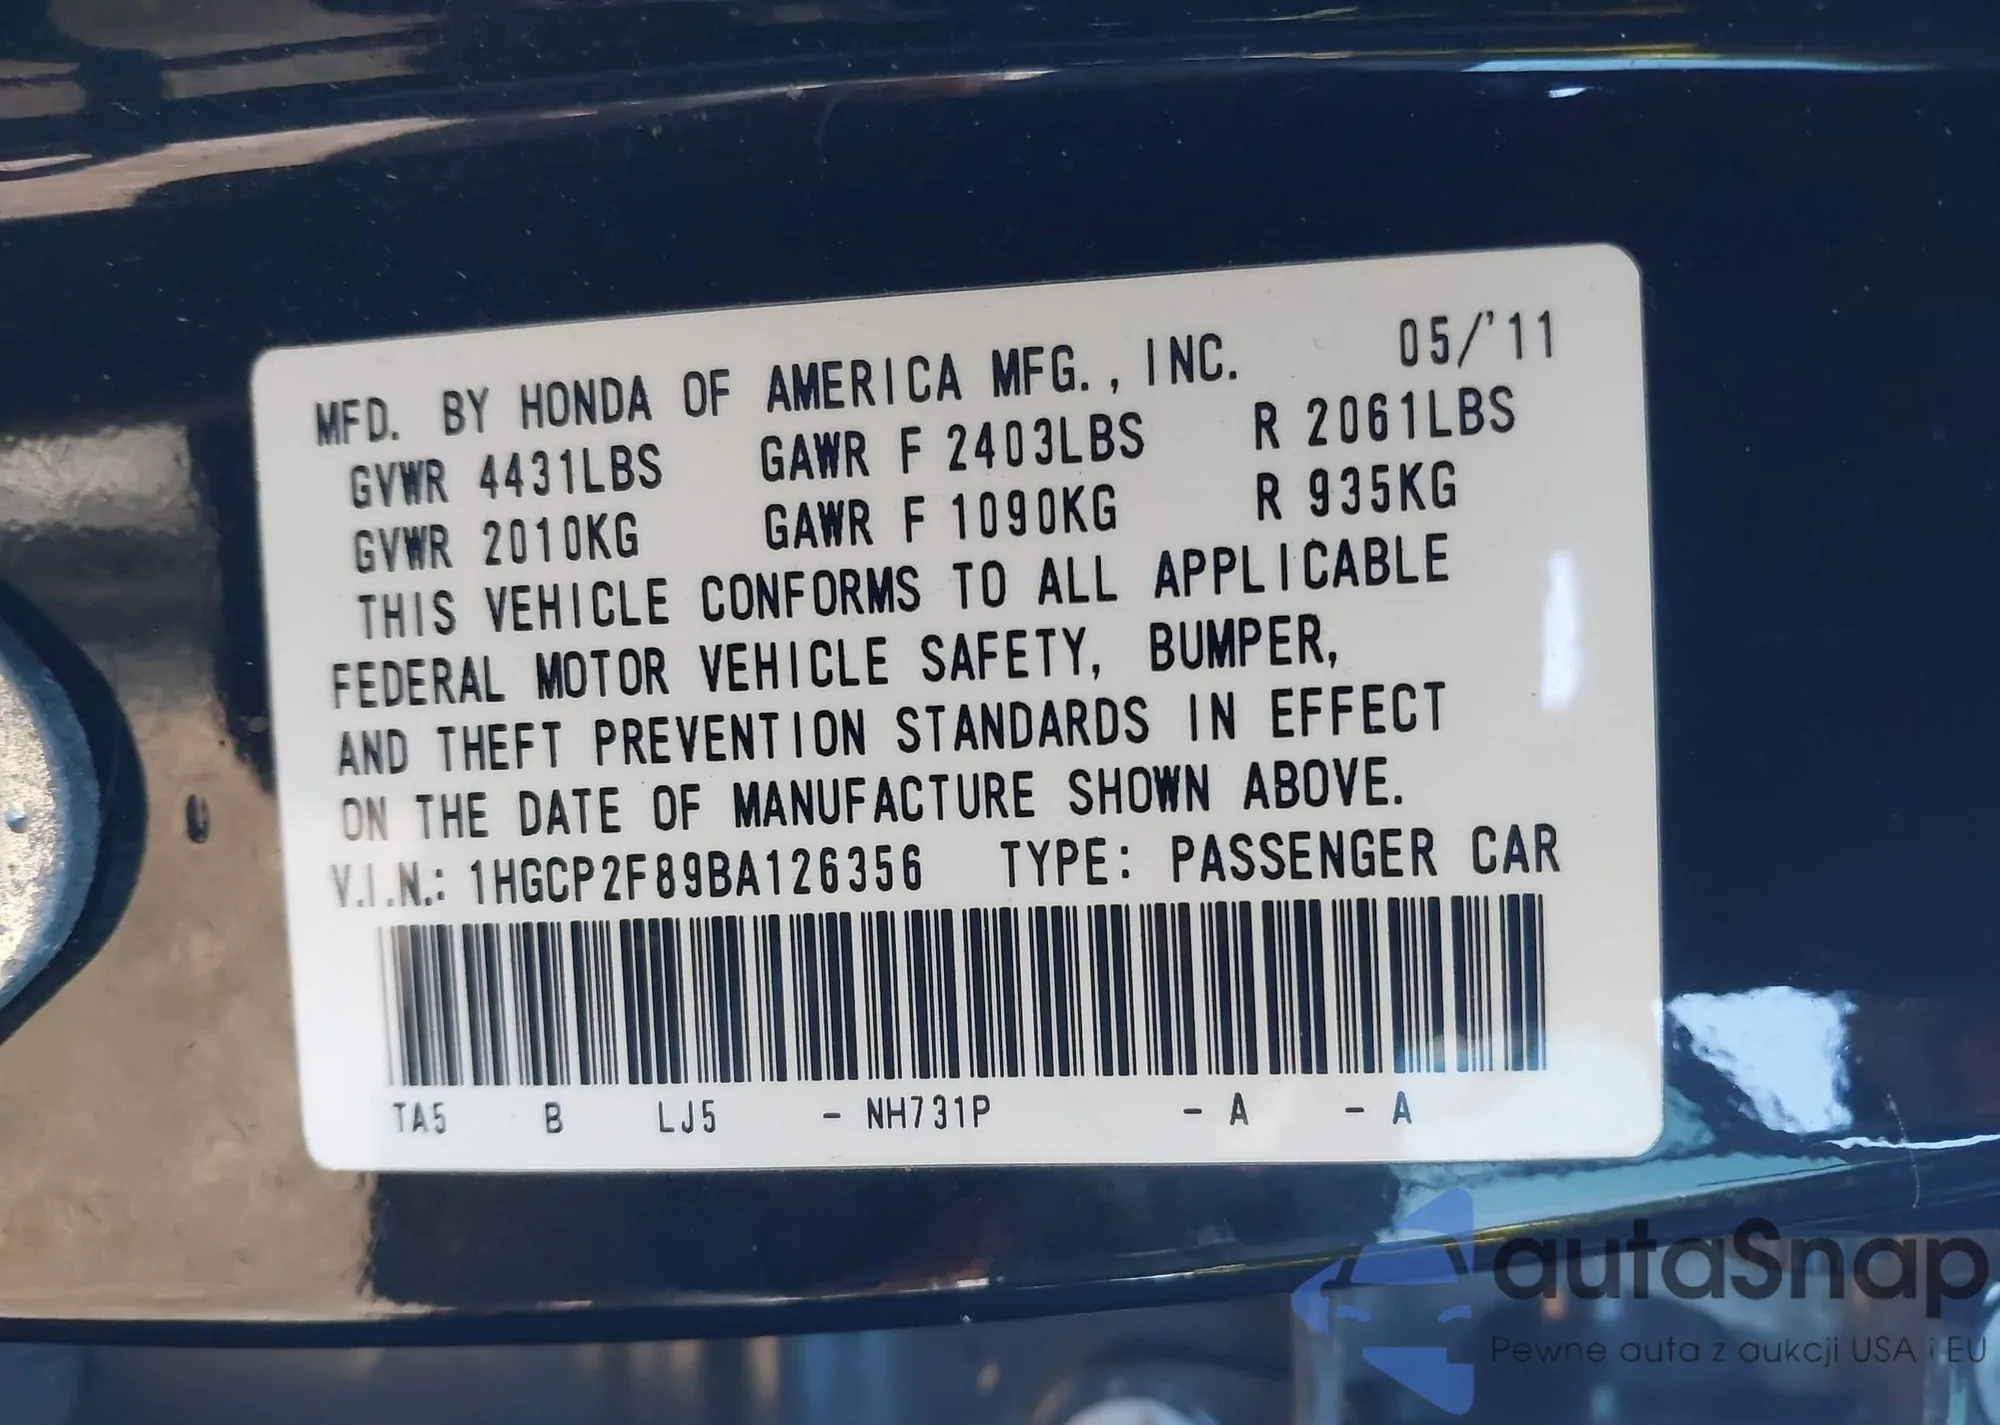 MFD. BY HONDA OF AMERICA MFG., INC. 05/'11
GVWR 4431LBS GAWR F 2403LBS R 2061LBS
GVWR 2010KG GAWR F 1090KG R 935KG
THIS VEHICLE CONFORMS TO ALL APPLICABLE
FEDERAL MOTOR VEHICLE SAFETY, BUMPER,
AND THEFT PREVENTION STANDARDS IN EFFECT
ON THE DATE OF MANUFACTURE SHOWN ABOVE.
V.I.N.: 1HGCP2F89BA126356 TYPE: PASSENGER CAR
TA5 B LJ5 - NH731P - A - A
autaSnap
Pewne auta z aukcji USA i EU